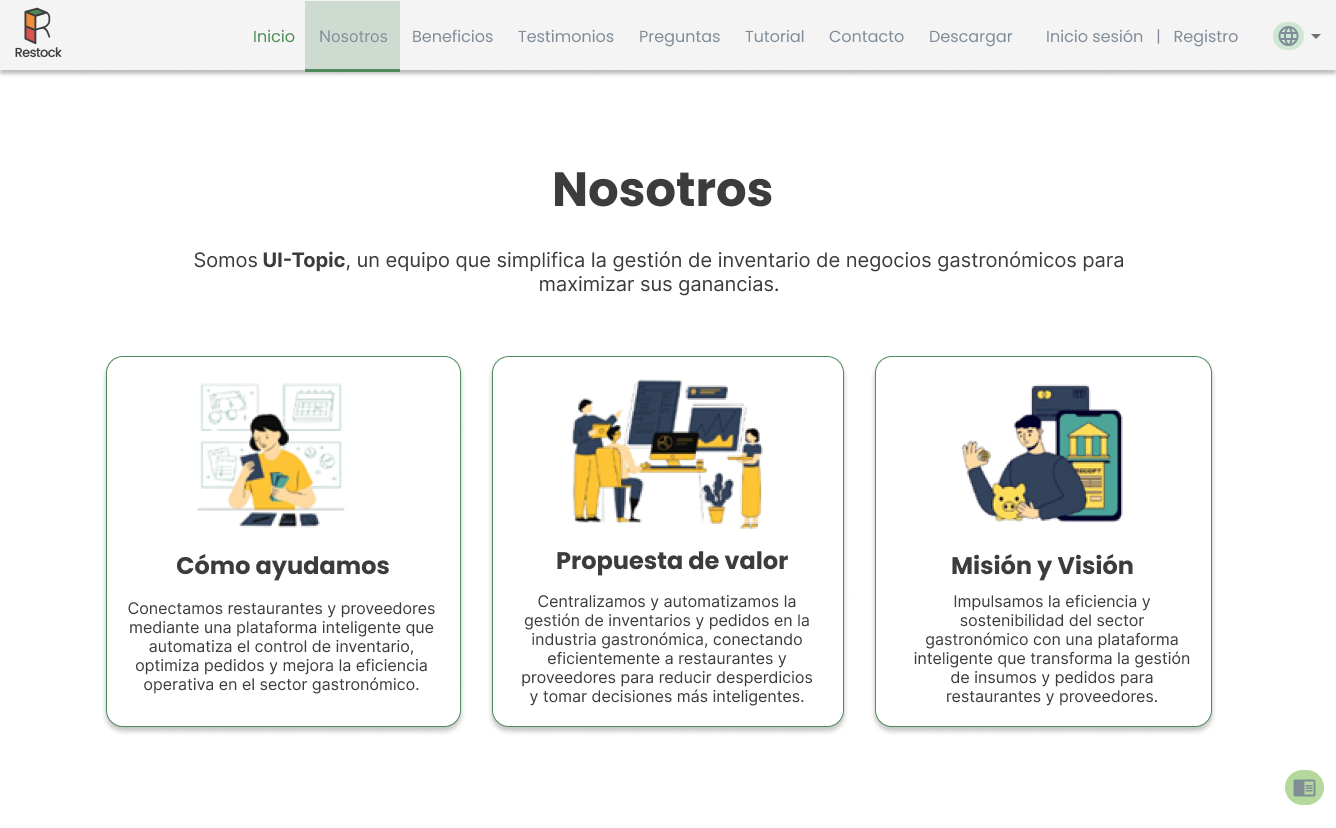 Restock
Inicio Nosotros Beneficios Testimonios Preguntas Tutorial Contacto Descargar Inicio sesión | Registro
Nosotros
Somos UI-Topic, un equipo que simplifica la gestión de inventario de negocios gastronómicos para
maximizar sus ganancias.
Cómo ayudamos
Conectamos restaurantes y proveedores
mediante una plataforma inteligente que
automatiza el control de inventario,
optimiza pedidos y mejora la eficiencia
operativa en el sector gastronómico.
Propuesta de valor
Centralizamos y automatizamos la
gestión de inventarios y pedidos en la
industria gastronómica, conectando
eficientemente a restaurantes y
proveedores para reducir desperdicios
y tomar decisiones más inteligentes.
Misión y Visión
Impulsamos la eficiencia y
sostenibilidad del sector
gastronómico con una plataforma
inteligente que transforma la gestión
de insumos y pedidos para
restaurantes y proveedores.